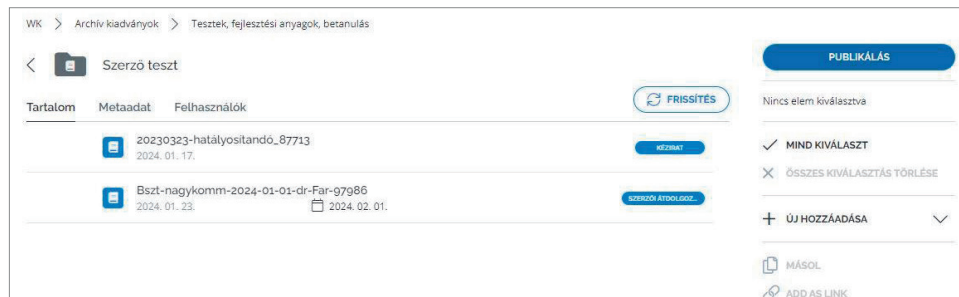 WK > Archív kiadványok > Tesztek, fejlesztési anyagok, betanulás
Szerző teszt
Tartalom Metaadat Felhasználók
FRISSÍTÉS
20230323-hatályosítandó_87713
2024. 01. 17.
KÉZIRAT
Bszt-nagykomm-2024-01-01-dr-Far-97986
2024. 01. 23. 2024. 02. 01.
SZERZŐI ÁTDOLGOZ...
PUBLIKÁLÁS
Nincs elem kiválasztva
MIND KIVÁLASZT
ÖSSZES KIVÁLASZTÁS TÖRLÉSE
ÚJ HOZZÁADÁSA
MÁSOL
ADD AS LINK